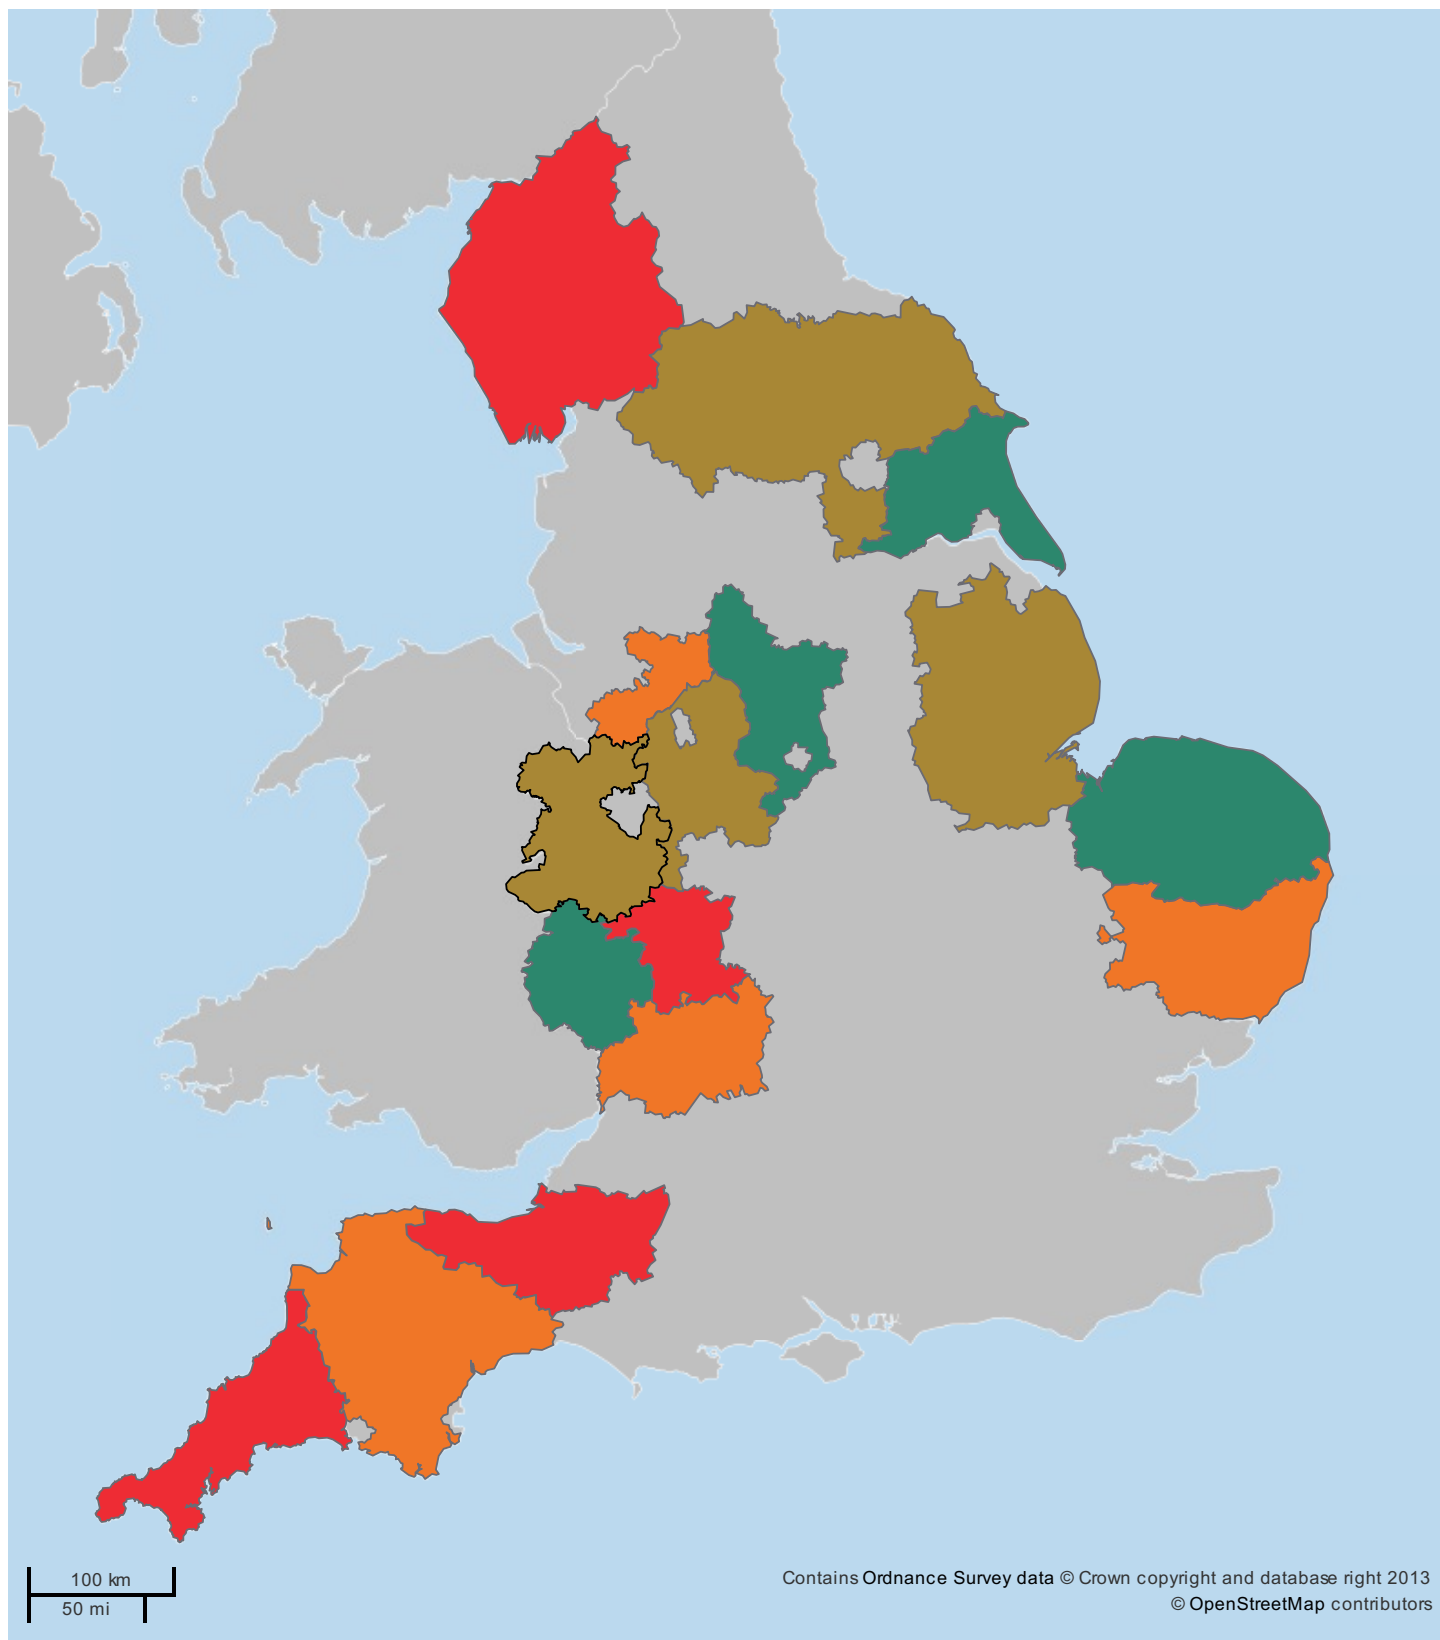 100 km
50 mi
Contains Ordnance Survey data © Crown copyright and database right 2013
© OpenStreetMap contributors